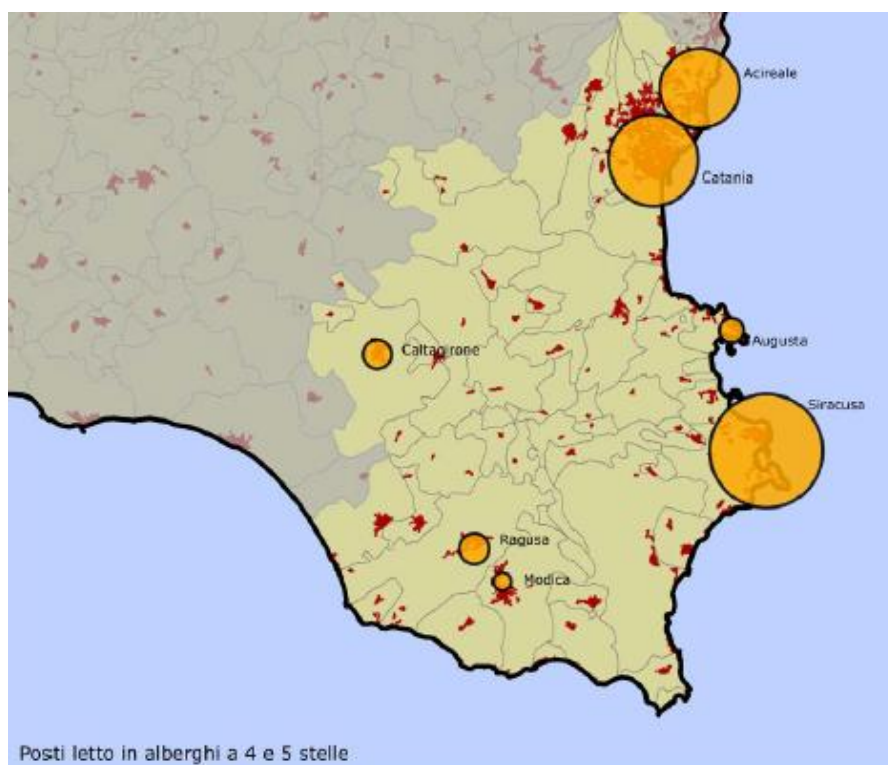 Acireale
Catania
Augusta
Caltagirone
Siracusa
Ragusa
Modica
Posti letto in alberghi a 4 e 5 stelle